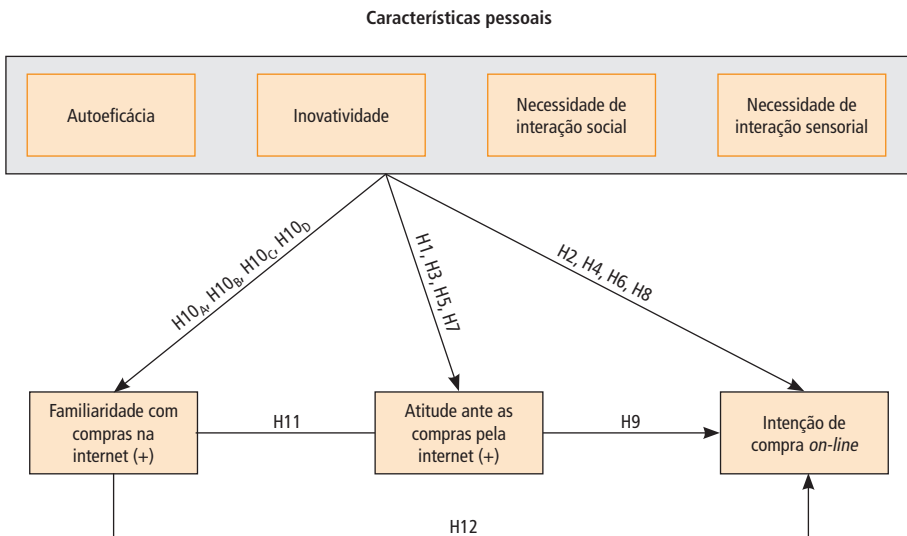 Características pessoais
Autoeficácia
Inovatividade
Necessidade de
interação social
Necessidade de
interação sensorial
H10A, H10B, H10C, H10D
H1, H3, H5, H7
H2, H4, H6, H8
Familiaridade com
compras na
internet (+)
H11
Atitude ante as
compras pela
internet (+)
H9
Intenção de
compra on-line
H12